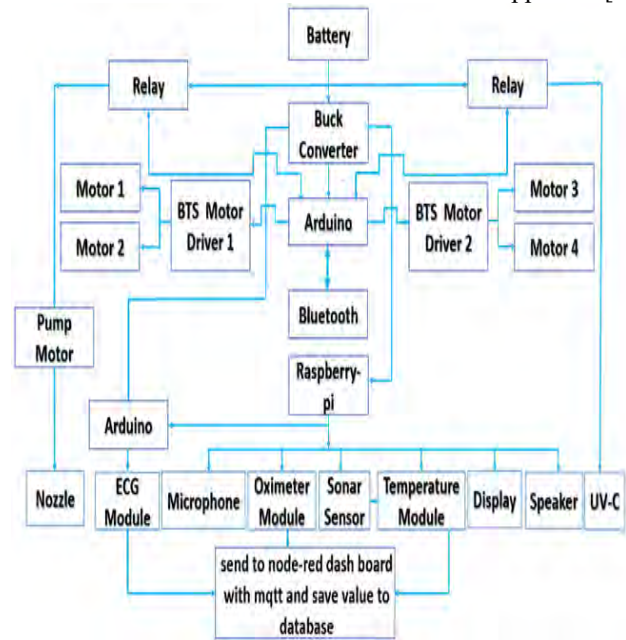 Battery
Relay
Relay
Buck
Converter
Motor 1
BTS Motor
Driver 1
Arduino
BTS Motor
Driver 2
Motor 3
Motor 2
Motor 4
Bluetooth
Pump
Motor
Raspberry-
pi
Arduino
Nozzle
ECG
Module
Microphone
Oximeter
Module
Sonar
Sensor
Temperature
Module
Display
Speaker
UV-C
send to node-red dash board
with mqtt and save value to
database